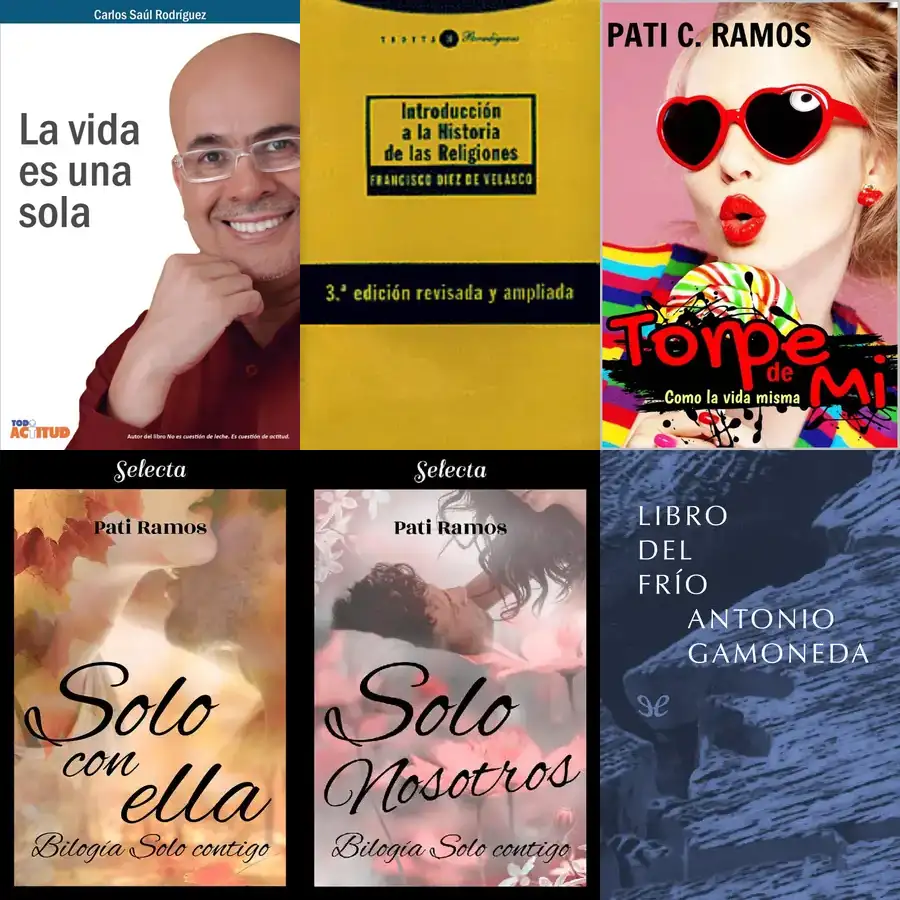 Carlos Saúl Rodríguez
La vida
es una
sola
TODO
ACTITUD
Autor del libro No es cuestión de leche. Es cuestión de actitud.
TROTTA Paradigmas
Introducción
a la Historia
de las Religiones
FRANCISCO DIEZ DE VELASCO
3.ª edición revisada y ampliada
PATI C. RAMOS
Torpe
de
Mi
Como la vida misma
Selecta
Pati Ramos
Solo
con
ella
Bilogía Solo contigo
Selecta
Pati Ramos
Solo
Nosotros
Bilogía Solo contigo
LIBRO
DEL
FRÍO
ANTONIO
GAMONEDA